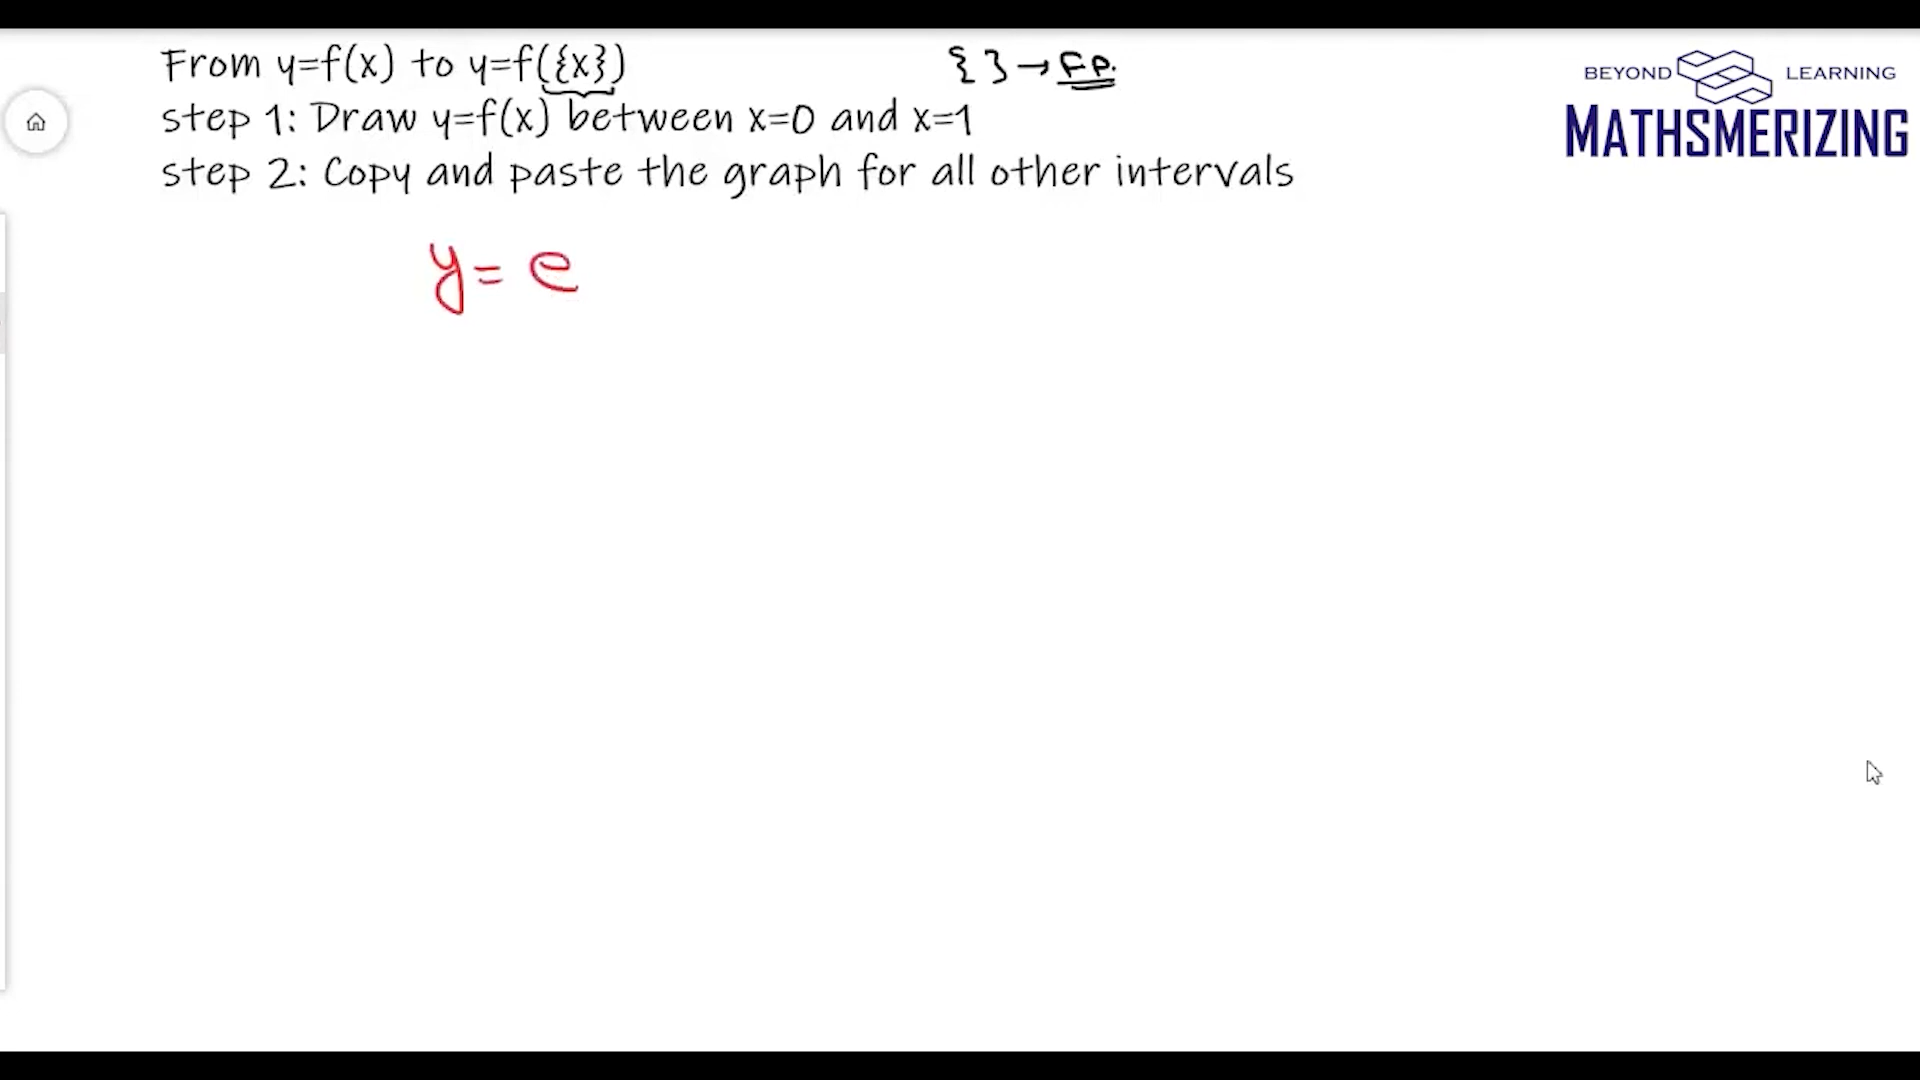 From y=f(x) to y=f({x})
{ } → F.P.
step 1: Draw y=f(x) between x=0 and x=1
step 2: Copy and paste the graph for all other intervals
y= e
BEYOND LEARNING
MATHSMERIZING